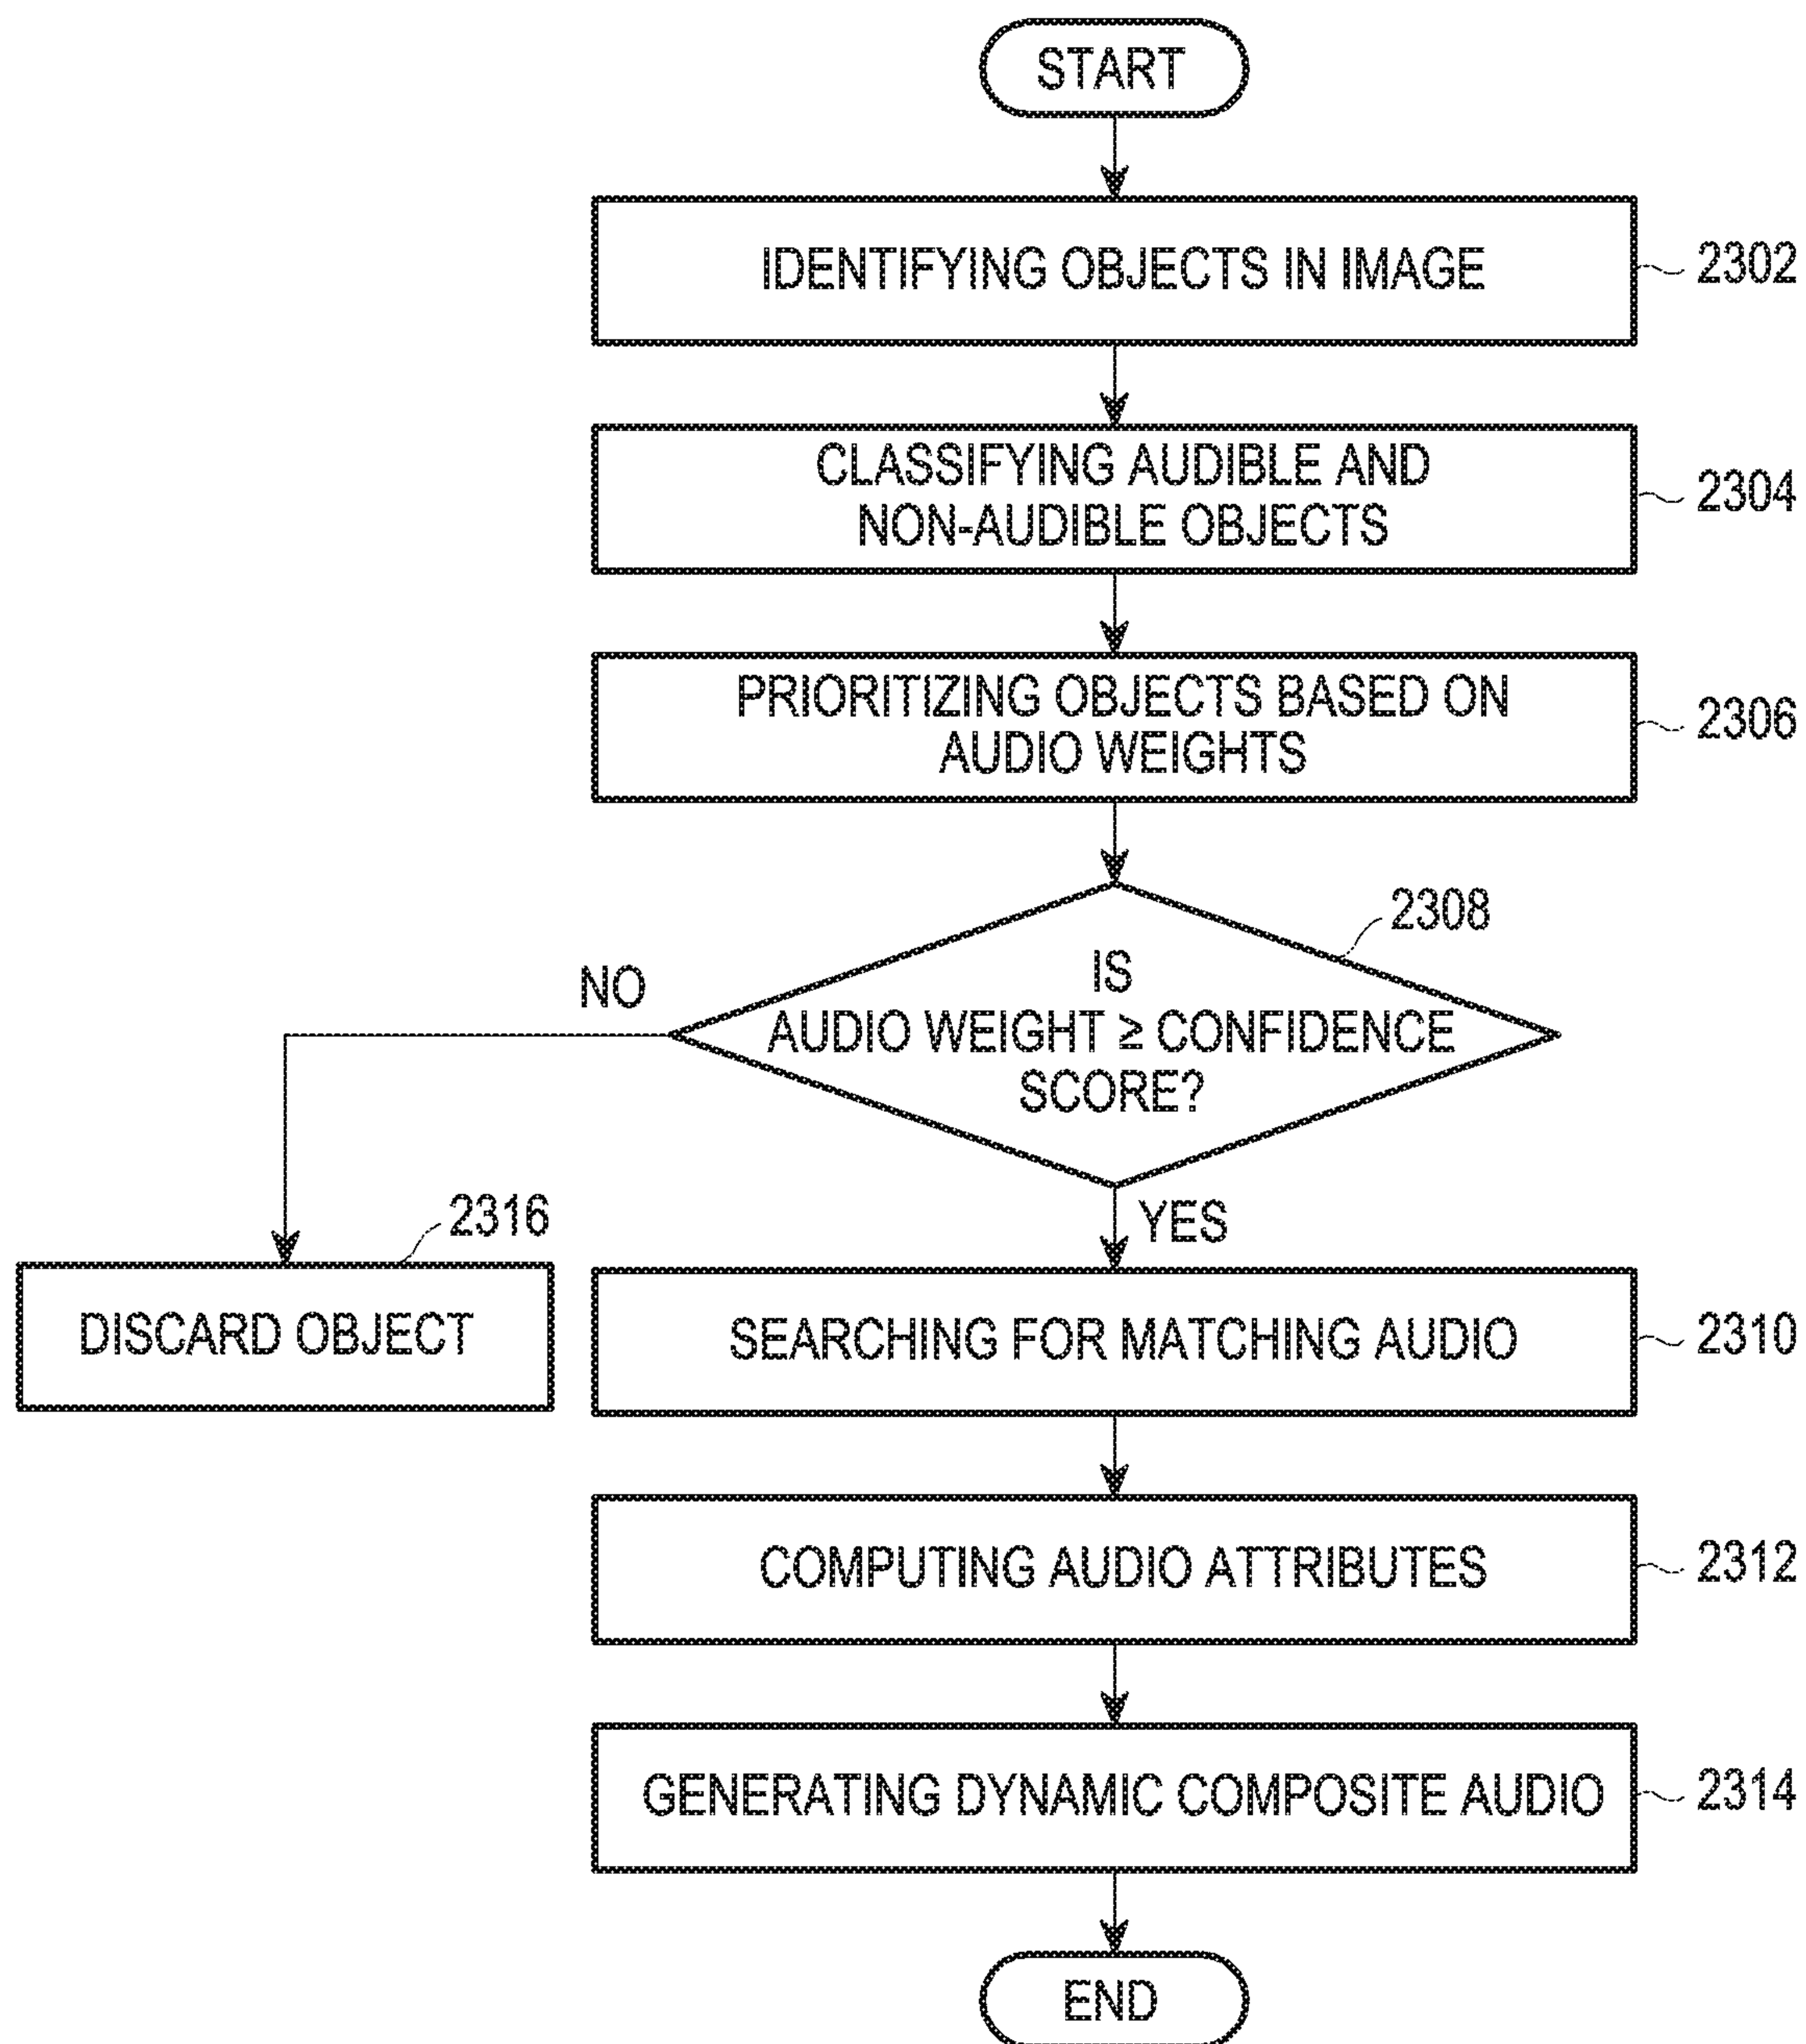 START
IDENTIFYING OBJECTS IN IMAGE
2302
CLASSIFYING AUDIBLE AND
NON-AUDIBLE OBJECTS
2304
PRIORITIZING OBJECTS BASED ON
AUDIO WEIGHTS
2306
2308
IS
AUDIO WEIGHT ≥ CONFIDENCE
SCORE?
NO
YES
2316
DISCARD OBJECT
SEARCHING FOR MATCHING AUDIO
2310
COMPUTING AUDIO ATTRIBUTES
2312
GENERATING DYNAMIC COMPOSITE AUDIO
2314
END